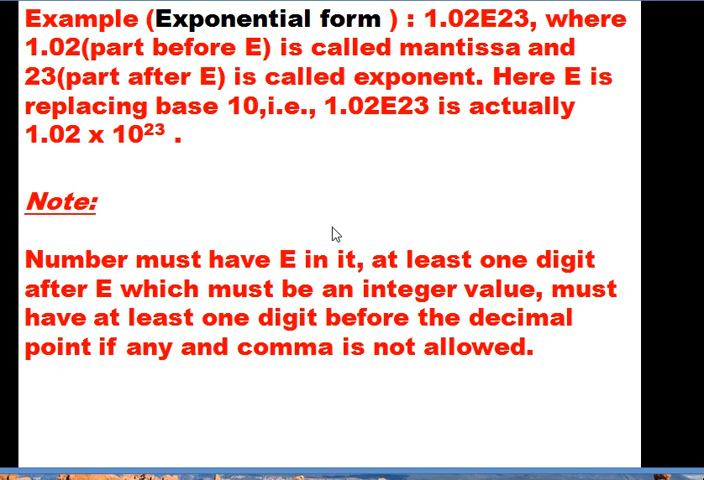 Example (Exponential form ) : 1.02E23, where
1.02(part before E) is called mantissa and
23(part after E) is called exponent. Here E is
replacing base 10,i.e., 1.02E23 is actually
1.02 x 10²³ .
Note:
Number must have E in it, at least one digit
after E which must be an integer value, must
have at least one digit before the decimal
point if any and comma is not allowed.